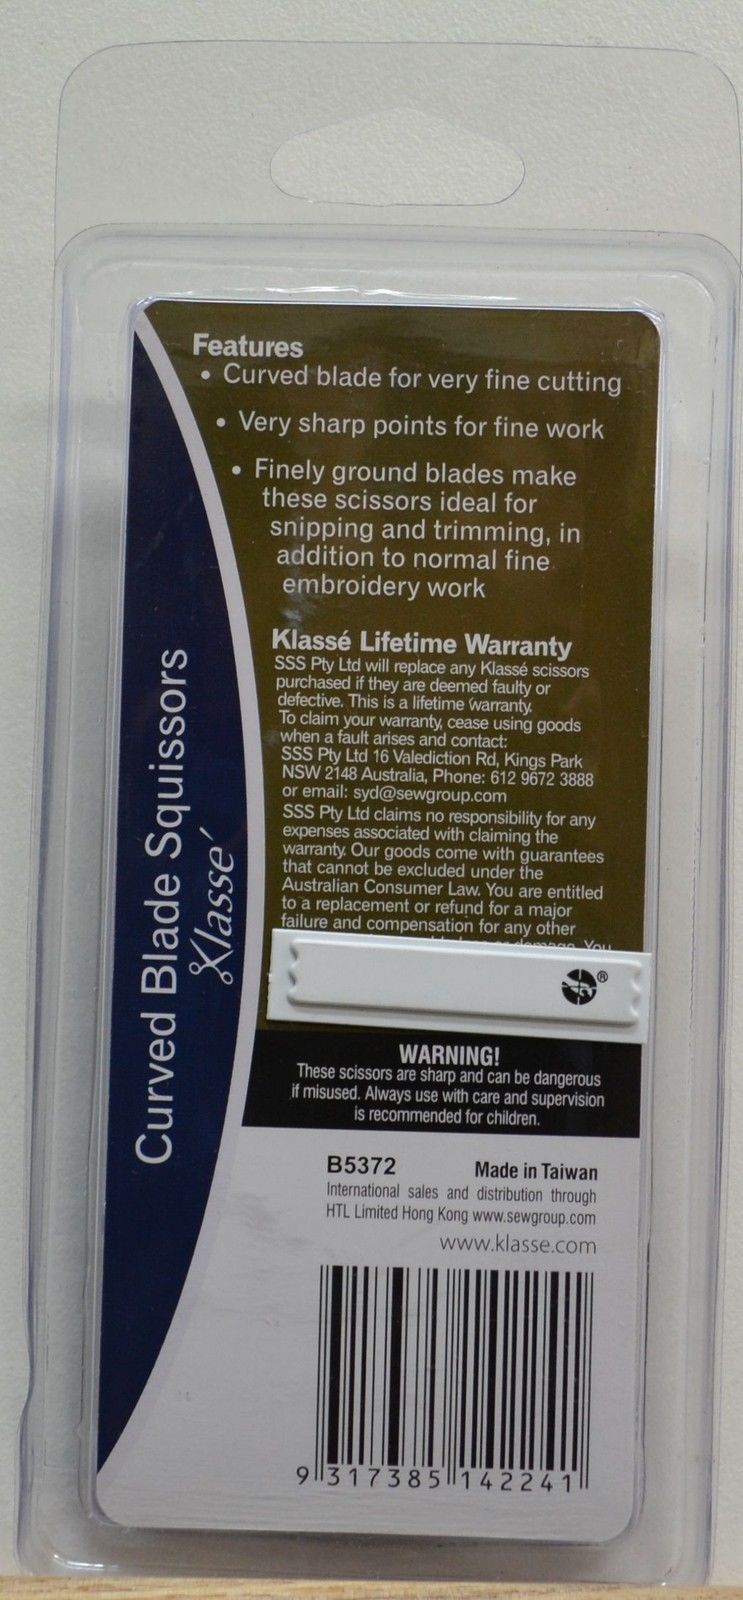 Features
• Curved blade for very fine cutting
• Very sharp points for fine work
• Finely ground blades make
these scissors ideal for
snipping and trimming, in
addition to normal fine
embroidery work
Klassé Lifetime Warranty
SSS Pty Ltd will replace any Klassé scissors
purchased if they are deemed faulty or
defective. This is a lifetime warranty.
To claim your warranty, cease using goods
when a fault arises and contact:
SSS Pty Ltd 16 Valediction Rd, Kings Park
NSW 2148 Australia, Phone: 612 9672 3888
or email: syd@sewgroup.com
SSS Pty Ltd claims no responsibility for any
expenses associated with claiming the
warranty. Our goods come with guarantees
that cannot be excluded under the
Australian Consumer Law. You are entitled
to a replacement or refund for a major
failure and compensation for any other
or damage. You
®
Curved Blade Squissors
Klassé
WARNING!
These scissors are sharp and can be dangerous
if misused. Always use with care and supervision
is recommended for children.
B5372 Made in Taiwan
International sales and distribution through
HTL Limited Hong Kong www.sewgroup.com
www.klasse.com
9 317385 142241